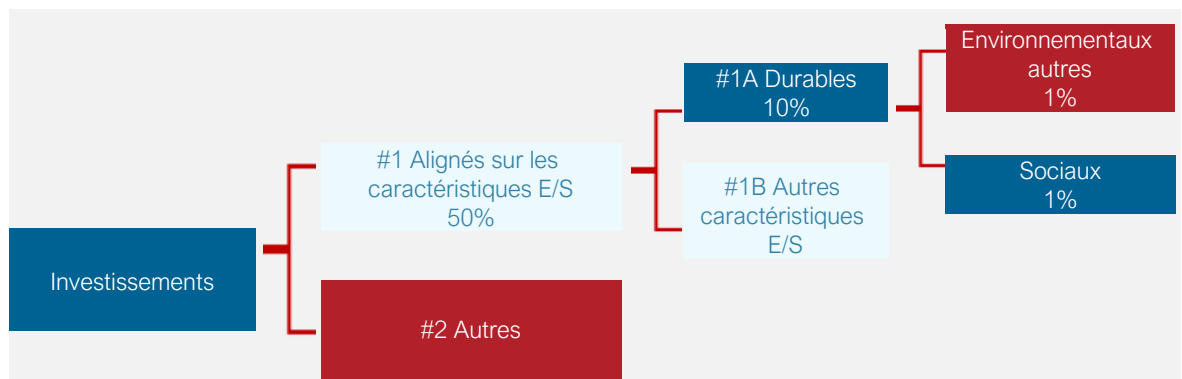 Investissements
#1 Alignés sur les
caractéristiques E/S
50%
#2 Autres
#1A Durables
10%
#1B Autres
caractéristiques
E/S
Environnementaux
autres
1%
Sociaux
1%